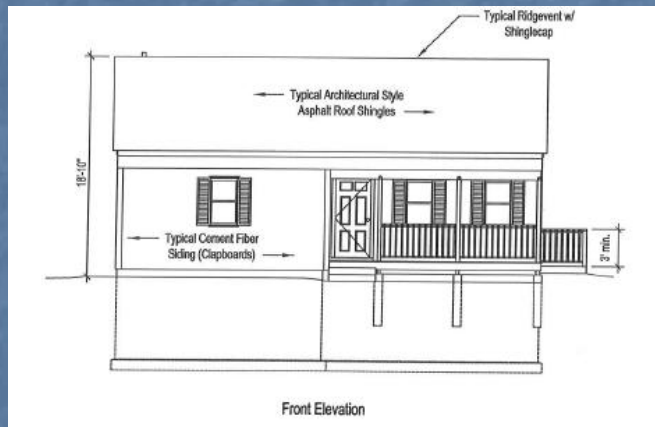 Typical Ridgevent w/
Shinglecap
Typical Architectural Style
Asphalt Roof Shingles
18'-10"
Typical Cement Fiber
Siding (Clapboards)
3' min.
Front Elevation